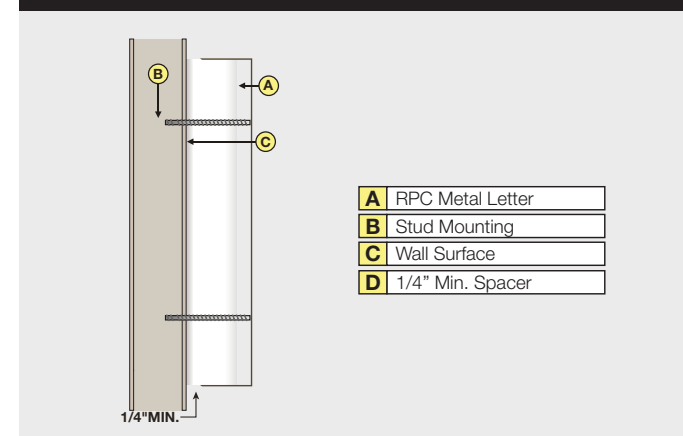 B
A
C
A RPC Metal Letter
B Stud Mounting
C Wall Surface
D 1/4” Min. Spacer
1/4"MIN.